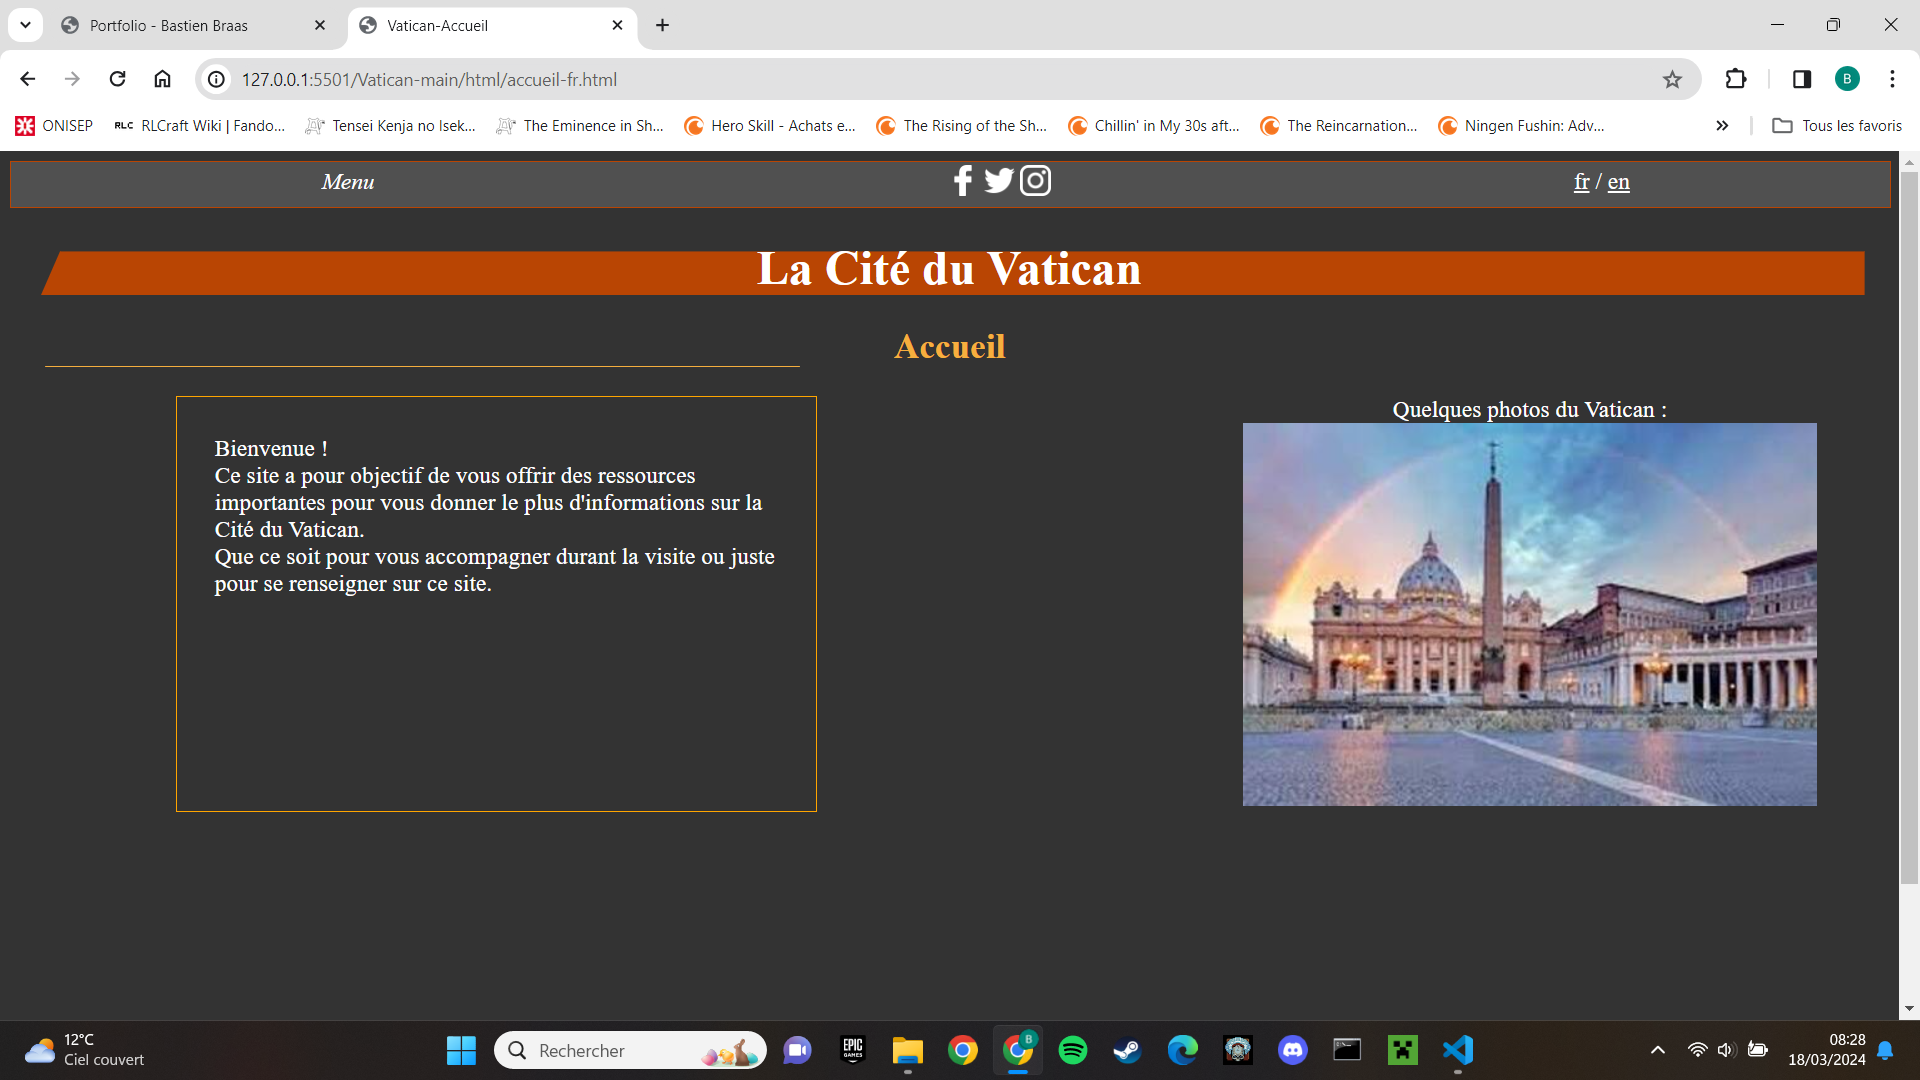 Portfolio - Bastien Braas
Vatican-Accueil
127.0.0.1:5501/Vatican-main/html/accueil-fr.html
B
ONISEP
RLC RLCraft Wiki | Fando...
Tensei Kenja no Isek...
The Eminence in Sh...
Hero Skill - Achats e...
The Rising of the Sh...
Chillin' in My 30s aft...
The Reincarnation...
Ningen Fushin: Adv...
Tous les favoris
Menu
fr / en
La Cité du Vatican
Accueil
Bienvenue !
Ce site a pour objectif de vous offrir des ressources
importantes pour vous donner le plus d'informations sur la
Cité du Vatican.
Que ce soit pour vous accompagner durant la visite ou juste
pour se renseigner sur ce site.
Quelques photos du Vatican :
12°C
Ciel couvert
Rechercher
EPIC
GAMES
B
08:28
18/03/2024